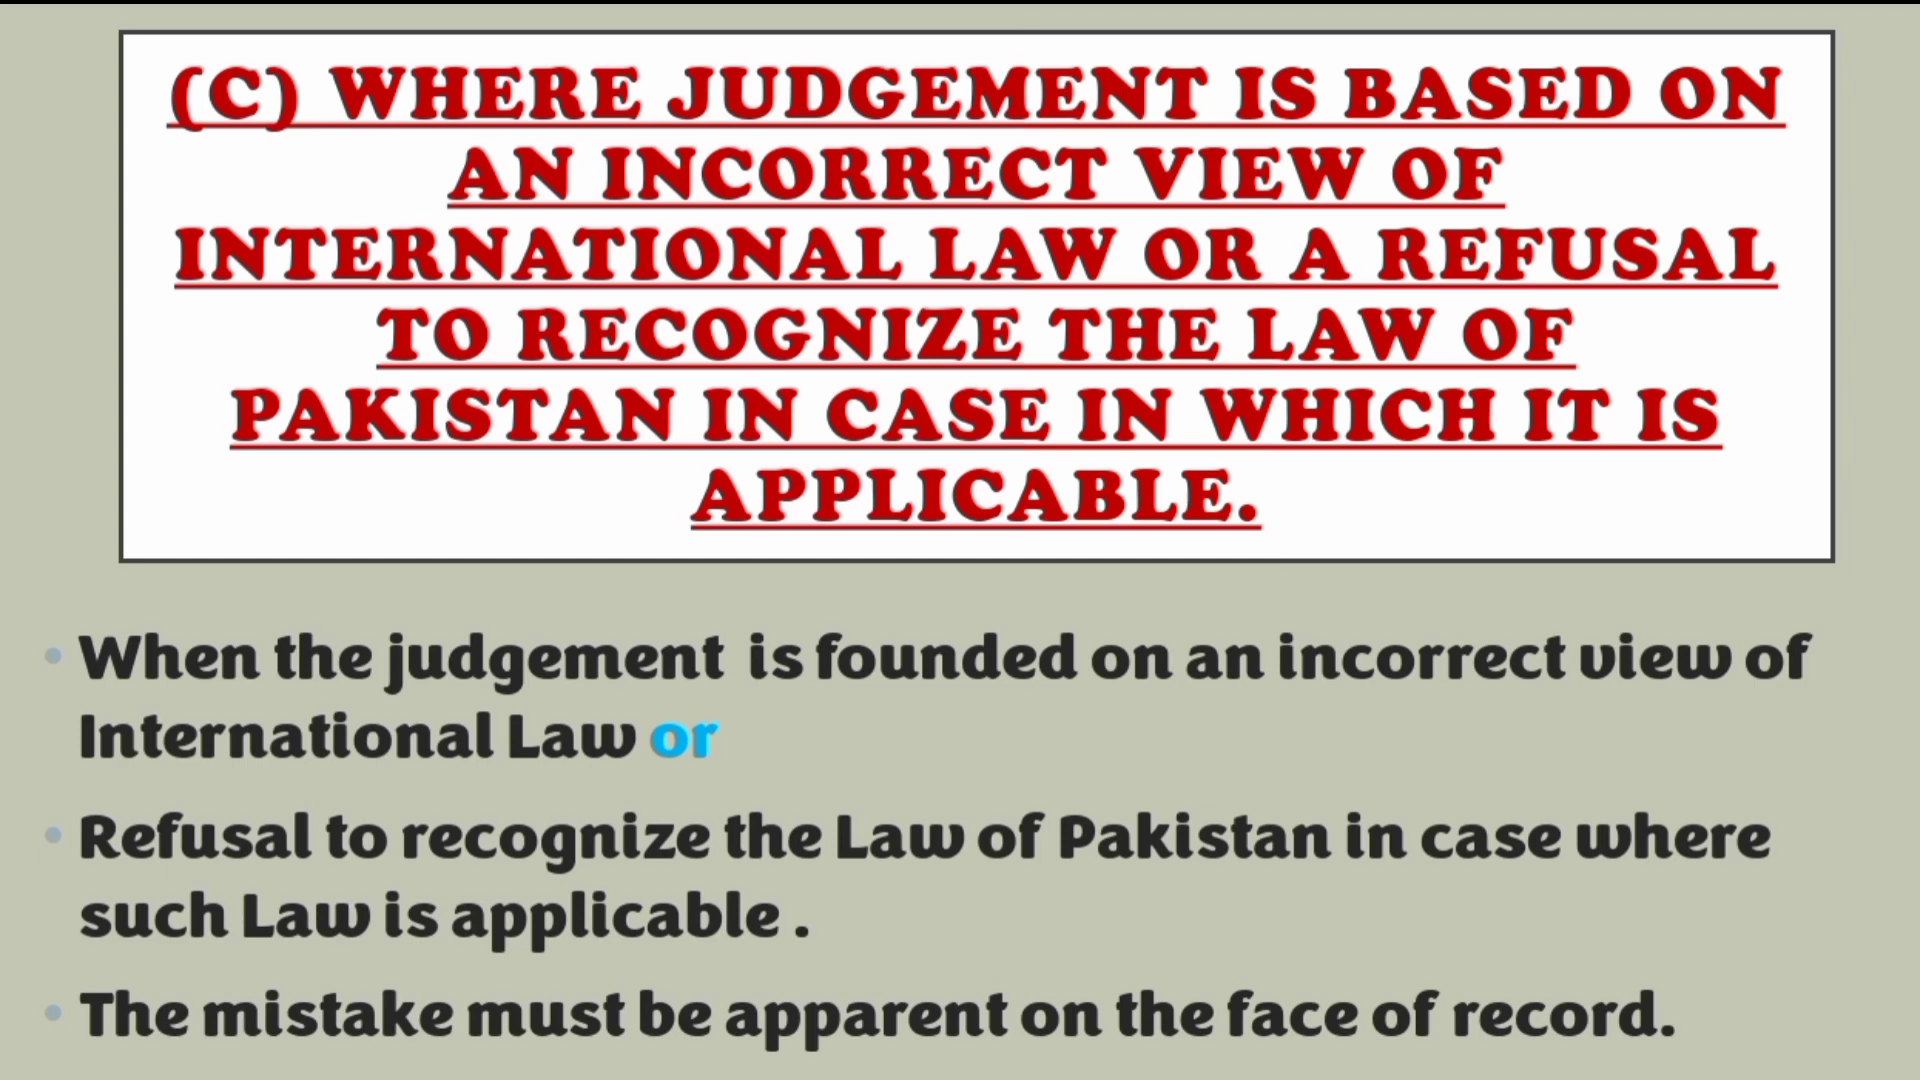 (C) WHERE JUDGEMENT IS BASED ON
AN INCORRECT VIEW OF
INTERNATIONAL LAW OR A REFUSAL
TO RECOGNIZE THE LAW OF
PAKISTAN IN CASE IN WHICH IT IS
APPLICABLE.
• When the judgement is founded on an incorrect view of
International Law or
• Refusal to recognize the Law of Pakistan in case where
such Law is applicable .
• The mistake must be apparent on the face of record.